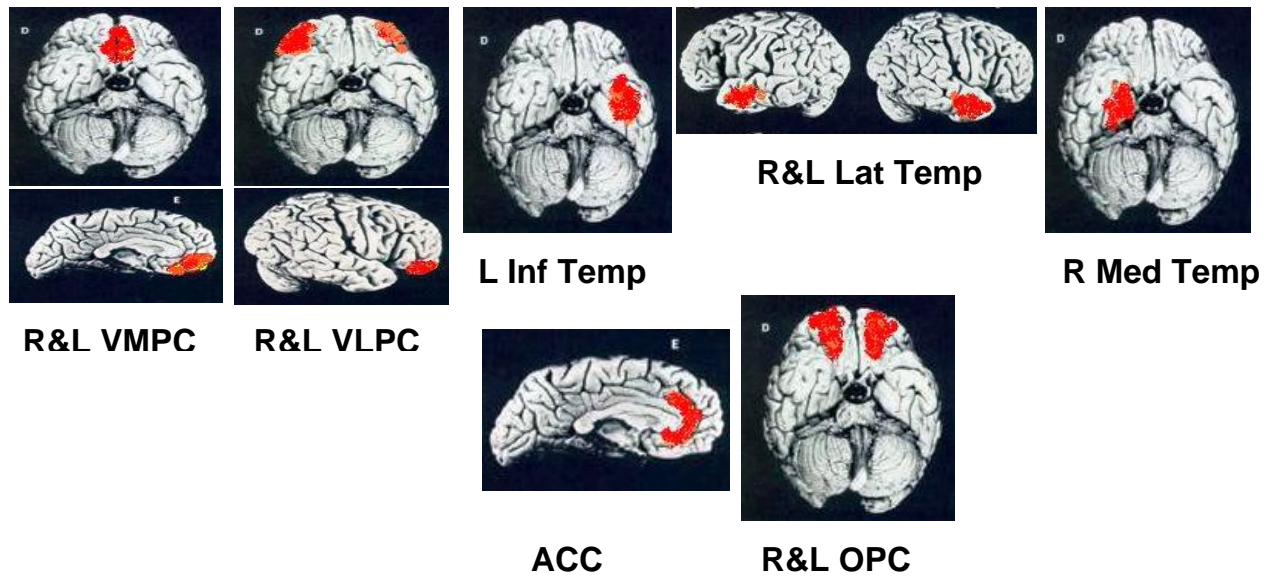 D
D
D
D
R&L Lat Temp
E
L Inf Temp
R Med Temp
R&L VMPC
R&L VLPC
E
D
ACC
R&L OPC